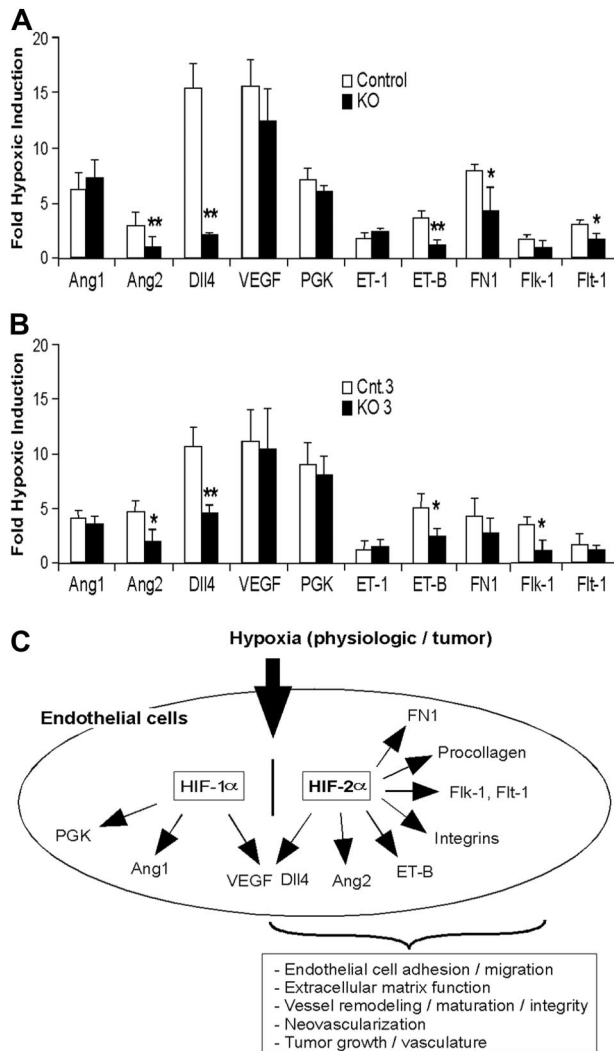 A
Fold Hypoxic Induction
20
15
10
5
0
Control
KO
**
**
**
*
*
Ang1 Ang2 Dll4 VEGF PGK ET-1 ET-B FN1 Flk-1 Flt-1
B
Fold Hypoxic Induction
20
15
10
5
0
Cnt.3
KO 3
*
**
*
*
Ang1 Ang2 Dll4 VEGF PGK ET-1 ET-B FN1 Flk-1 Flt-1
C
Hypoxia (physiologic / tumor)
Endothelial cells
FN1
Procollagen
HIF-1α
HIF-2α
Flk-1, Flt-1
PGK
Integrins
Ang1
VEGF Dll4 Ang2 ET-B
- Endothelial cell adhesion / migration
- Extracellular matrix function
- Vessel remodeling / maturation / integrity
- Neovascularization
- Tumor growth / vasculature